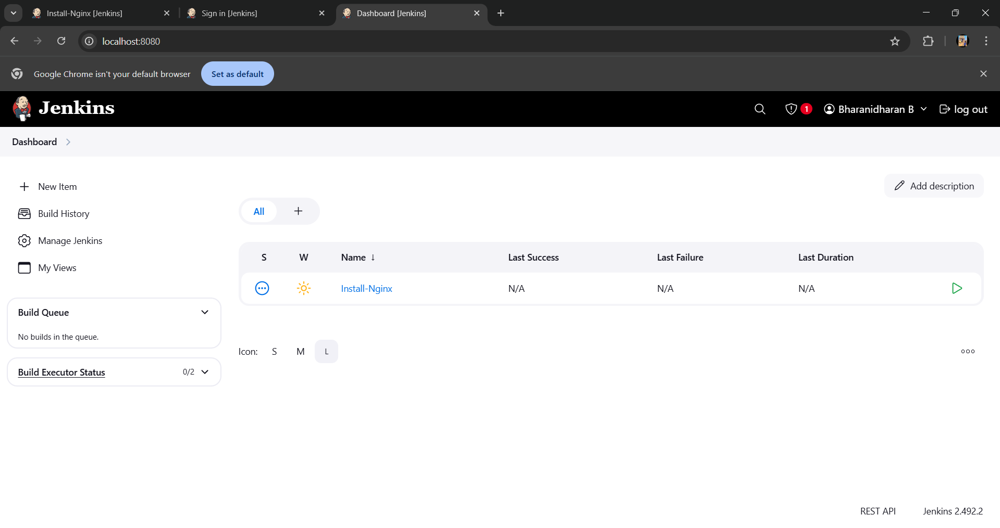 Install-Nginx [Jenkins]
Sign in [Jenkins]
Dashboard [Jenkins]
localhost:8080
Google Chrome isn't your default browser
Set as default
Jenkins
1
Bharanidharan B
log out
Dashboard
New Item
Build History
Manage Jenkins
My Views
Build Queue
No builds in the queue.
Build Executor Status 0/2
Add description
All
S W Name ↓ Last Success Last Failure Last Duration
Install-Nginx N/A N/A N/A
Icon: S M L
REST API
Jenkins 2.492.2